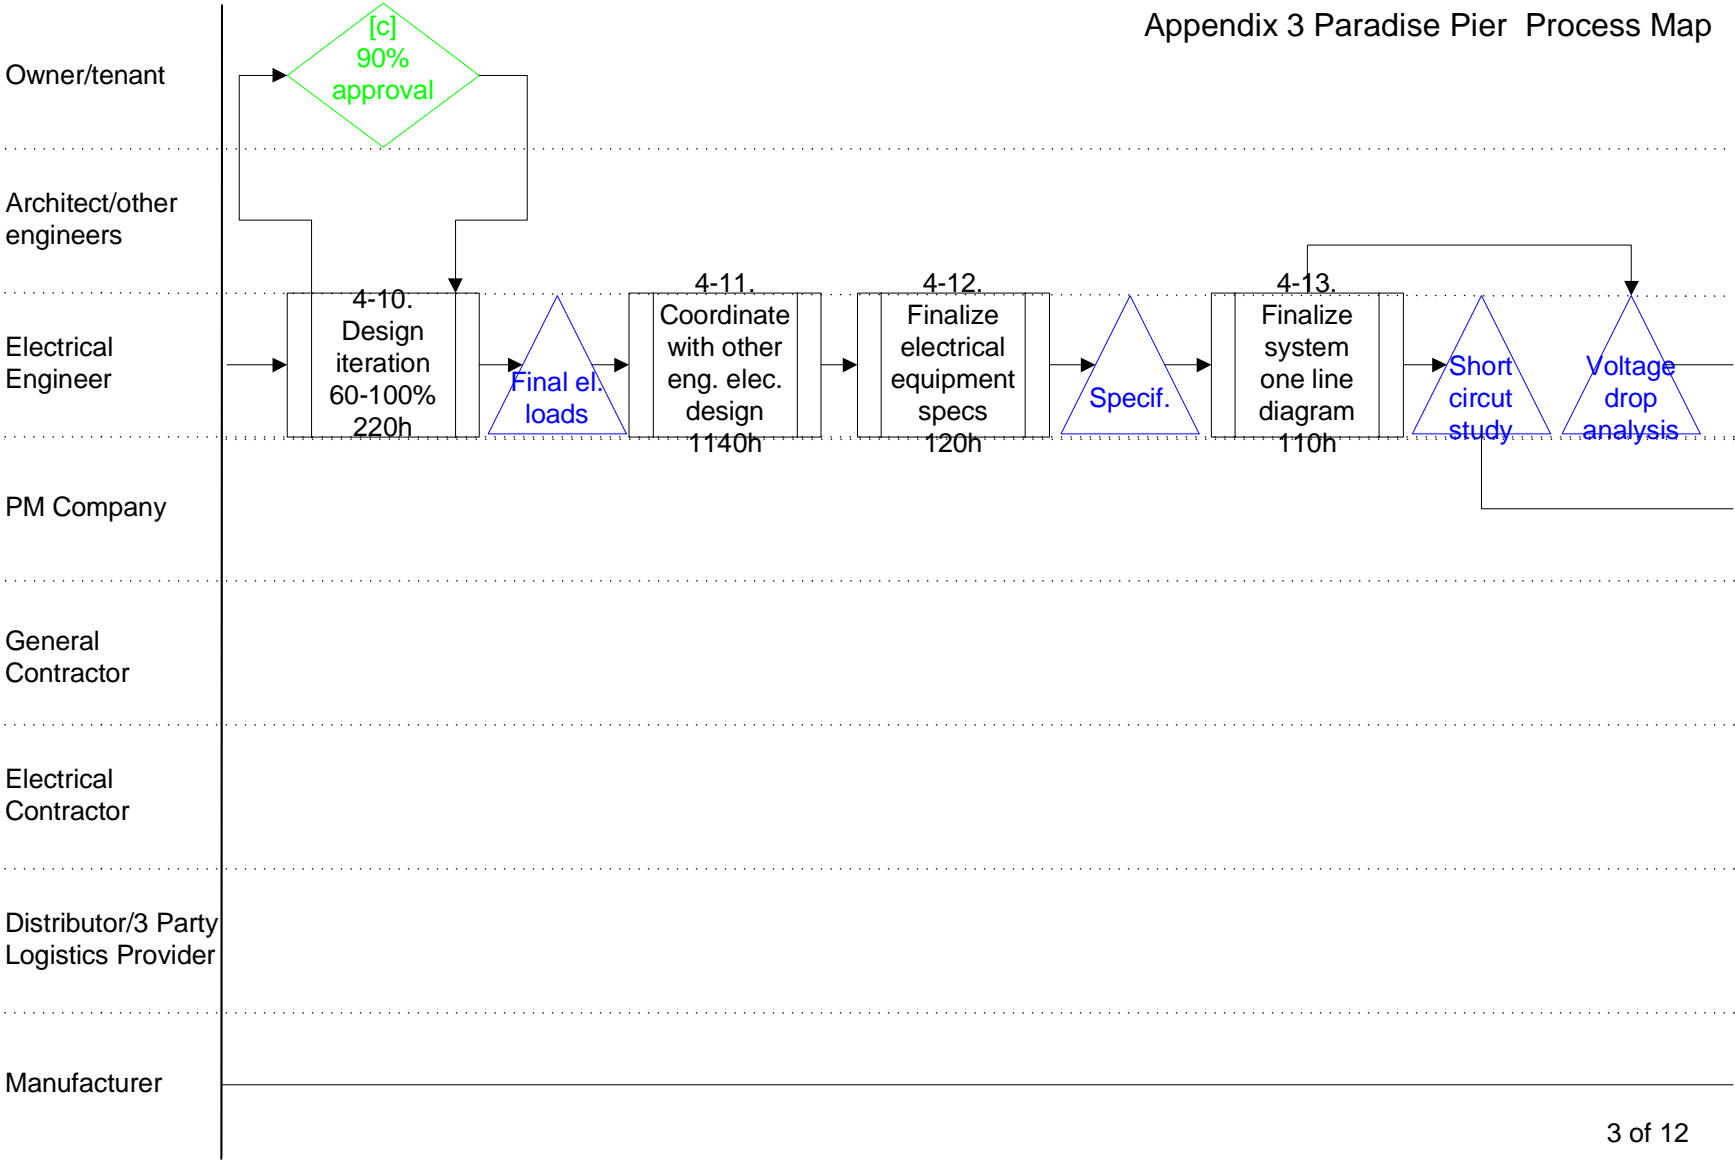 Appendix 3 Paradise Pier  Process Map
Owner/tenant
[c]
90%
approval
Architect/other
engineers
Electrical
Engineer
4-10.
Design
iteration
60-100%
220h
Final el.
loads
4-11.
Coordinate
with other
eng. elec.
design
1140h
4-12.
Finalize
electrical
equipment
specs
120h
Specif.
4-13.
Finalize
system
one line
diagram
110h
Short
circut
study
Voltage
drop
analysis
PM Company
General
Contractor
Electrical
Contractor
Distributor/3 Party
Logistics Provider
Manufacturer
3 of 12